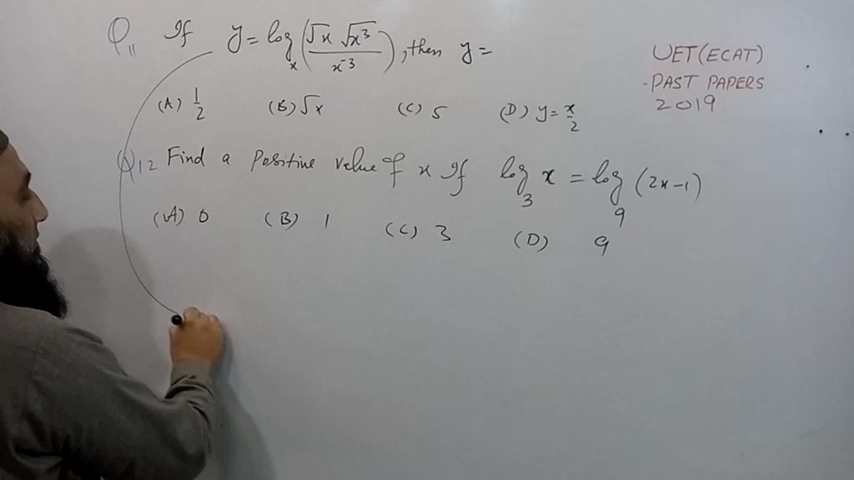 Q11 If y = log_x (√x √x³ / x⁻³), then y =
(A) 1/2 (B) √x (C) 5 (D) y = x/2
Q12 Find a Positive value of x If log_3 x = log_9 (2x-1)
(A) 0 (B) 1 (C) 3 (D) 9
UET(ECAT)
PAST PAPERS
2019